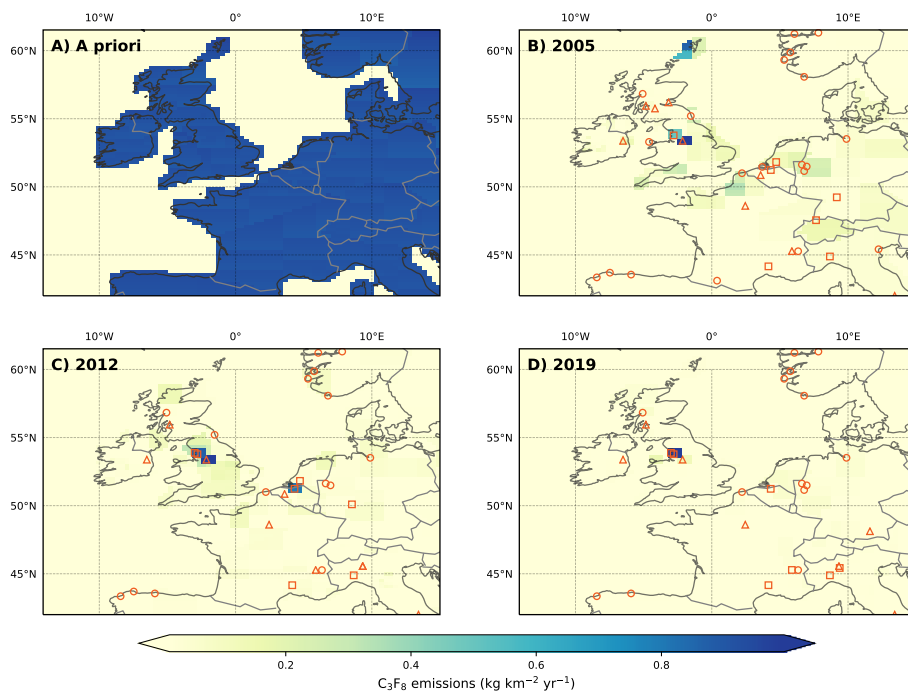 10°W 0° 10°E 10°W 0° 10°E
A) A priori B) 2005
60°N 60°N
55°N 55°N
50°N 50°N
45°N 45°N
10°W 0° 10°E 10°W 0° 10°E
C) 2012 D) 2019
60°N 60°N
55°N 55°N
50°N 50°N
45°N 45°N
0.2 0.4 0.6 0.8
C₃F₈ emissions (kg km⁻² yr⁻¹)